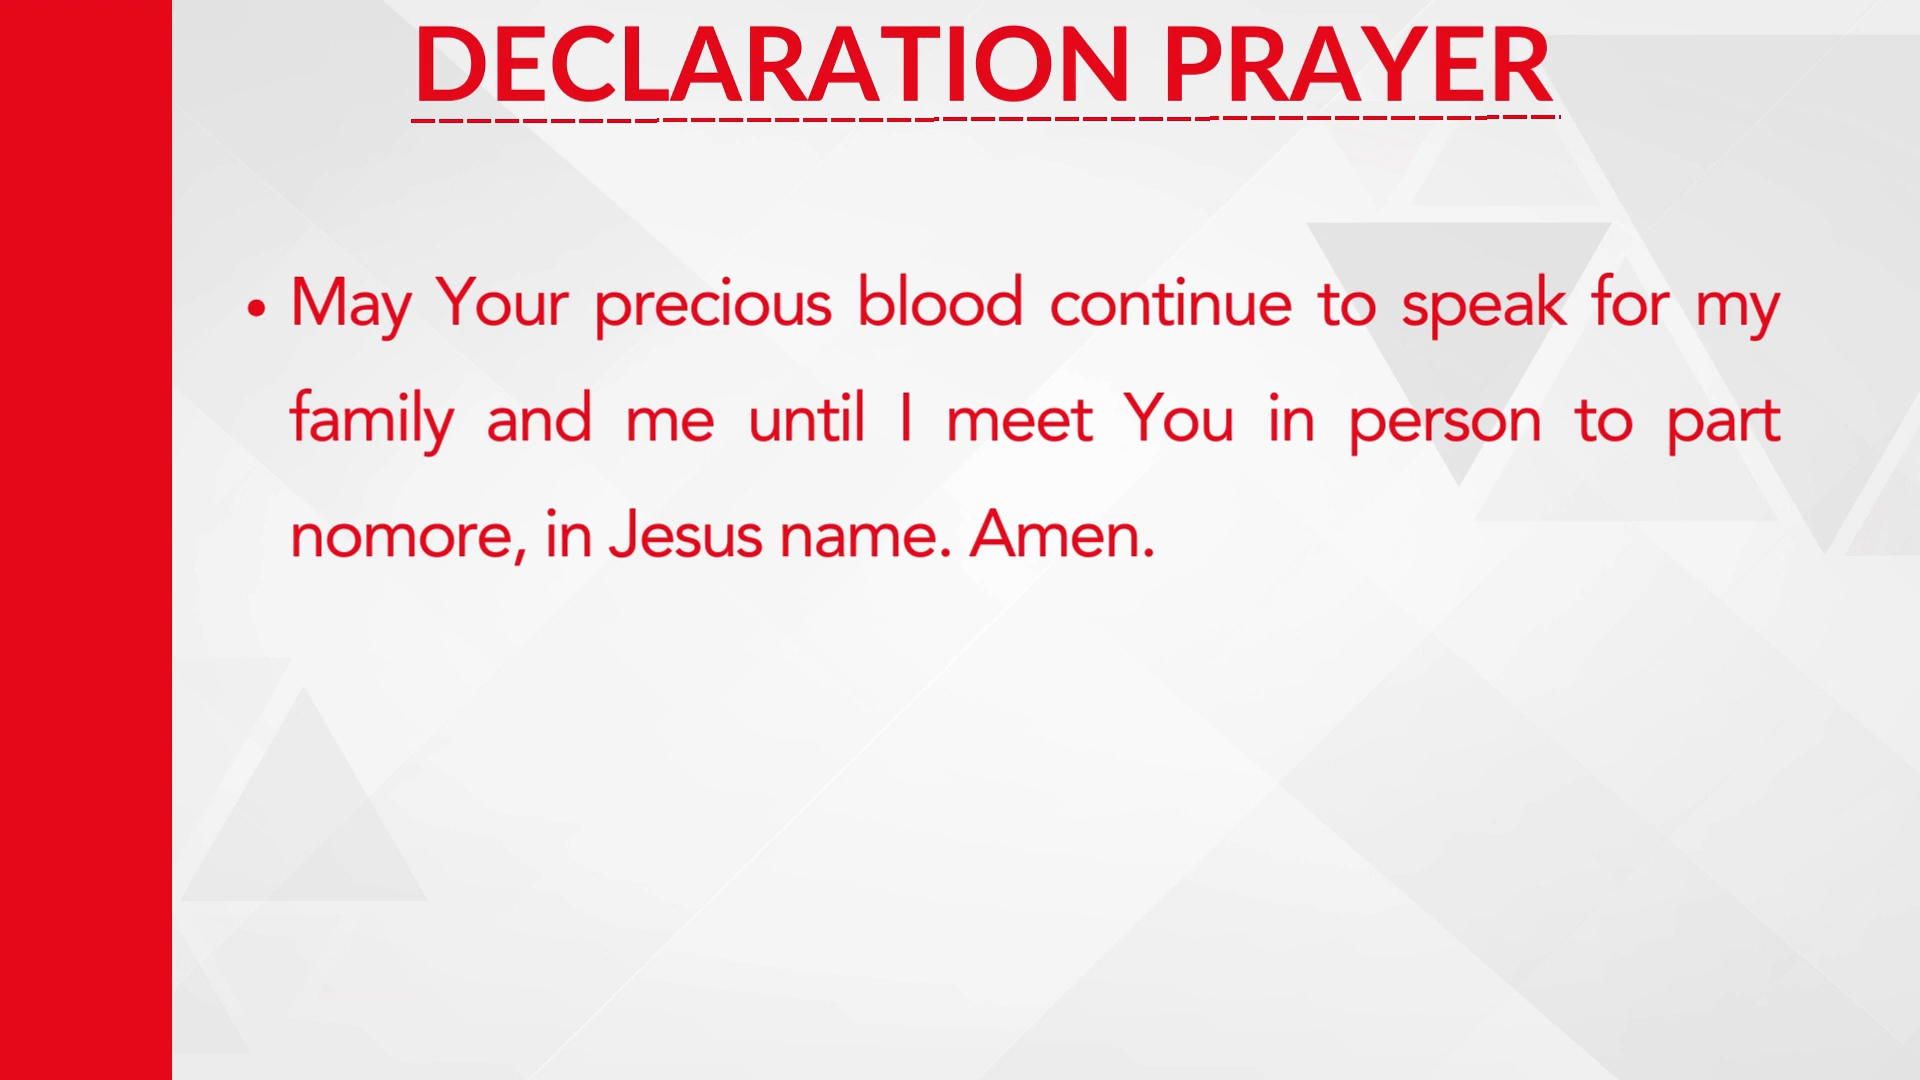 DECLARATION PRAYER
• May Your precious blood continue to speak for my
family and me until I meet You in person to part
nomore, in Jesus name. Amen.